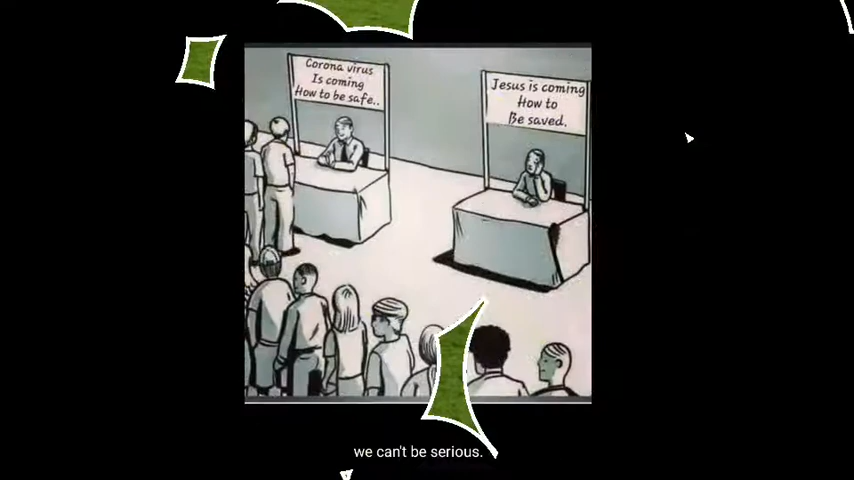 Corona virus
Is coming
How to be safe..
Jesus is coming
How to
Be saved.
we can't be serious.